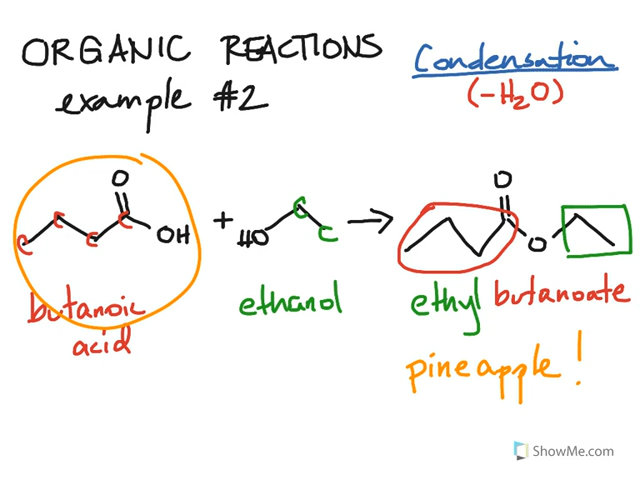 ORGANIC REACTIONS
example #2
Condensation
(-H₂O)
O
C C C C OH + HO C C → O O
butanoic acid
ethanol
ethyl butanoate
pineapple!
ShowMe.com